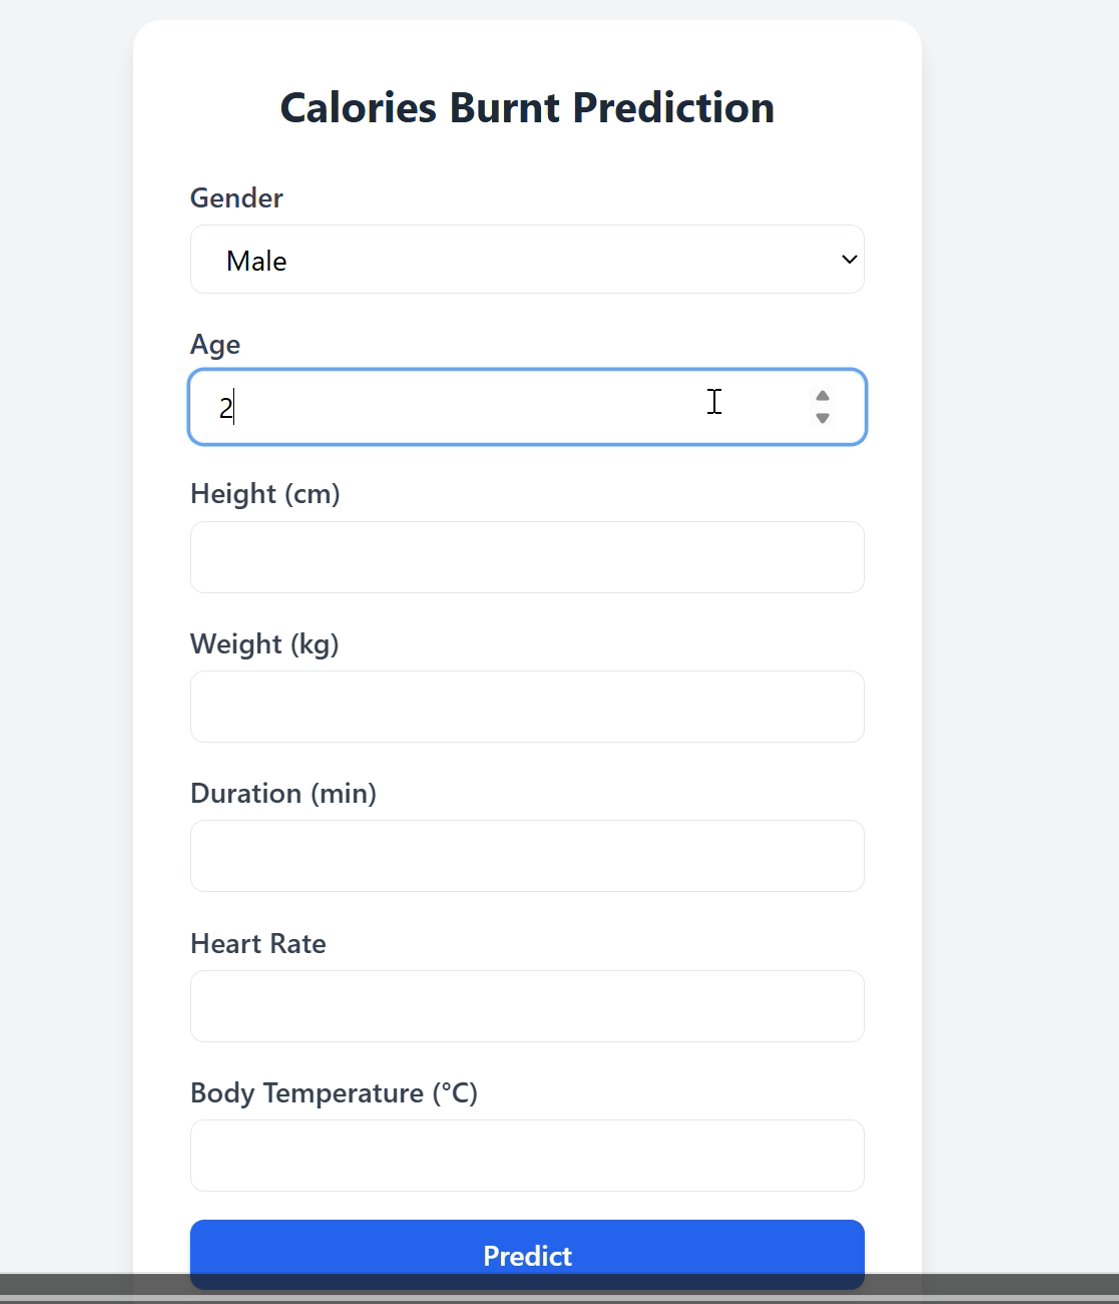 Calories Burnt Prediction
Gender
Male
Age
2
Height (cm)
Weight (kg)
Duration (min)
Heart Rate
Body Temperature (°C)
Predict